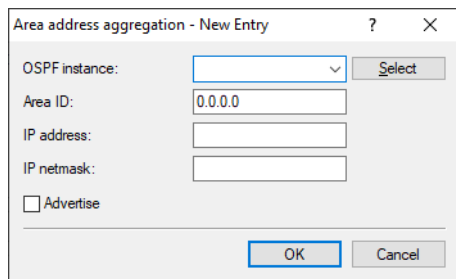 Area address aggregation - New Entry ?
OSPF instance: Select
Area ID: 0.0.0.0
IP address:
IP netmask:
Advertise
OK Cancel